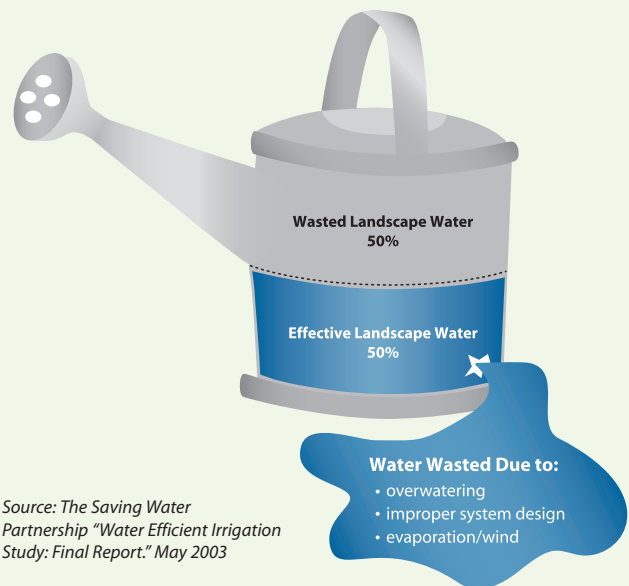 Wasted Landscape Water
50%
Effective Landscape Water
50%
Water Wasted Due to:
• overwatering
• improper system design
• evaporation/wind
Source: The Saving Water
Partnership “Water Efficient Irrigation
Study: Final Report.” May 2003